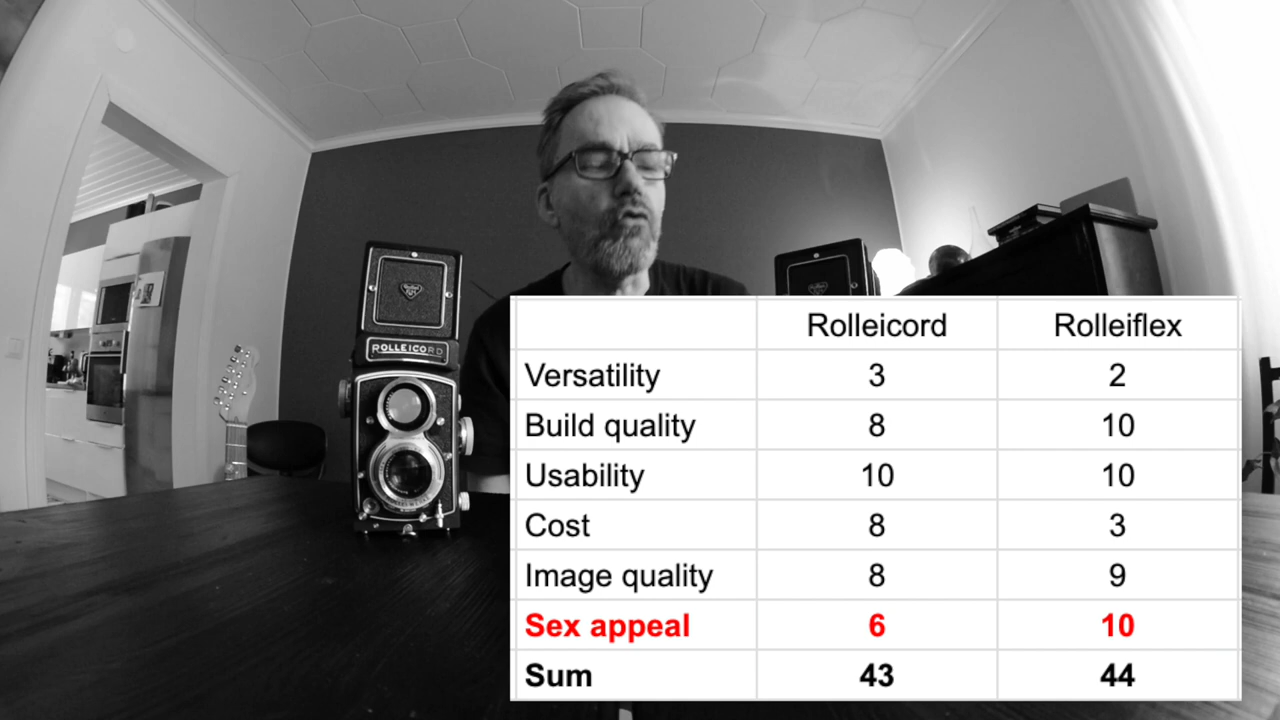 ROLLEICORD
Rolleicord Rolleiflex
Versatility 3 2
Build quality 8 10
Usability 10 10
Cost 8 3
Image quality 8 9
Sex appeal 6 10
Sum 43 44